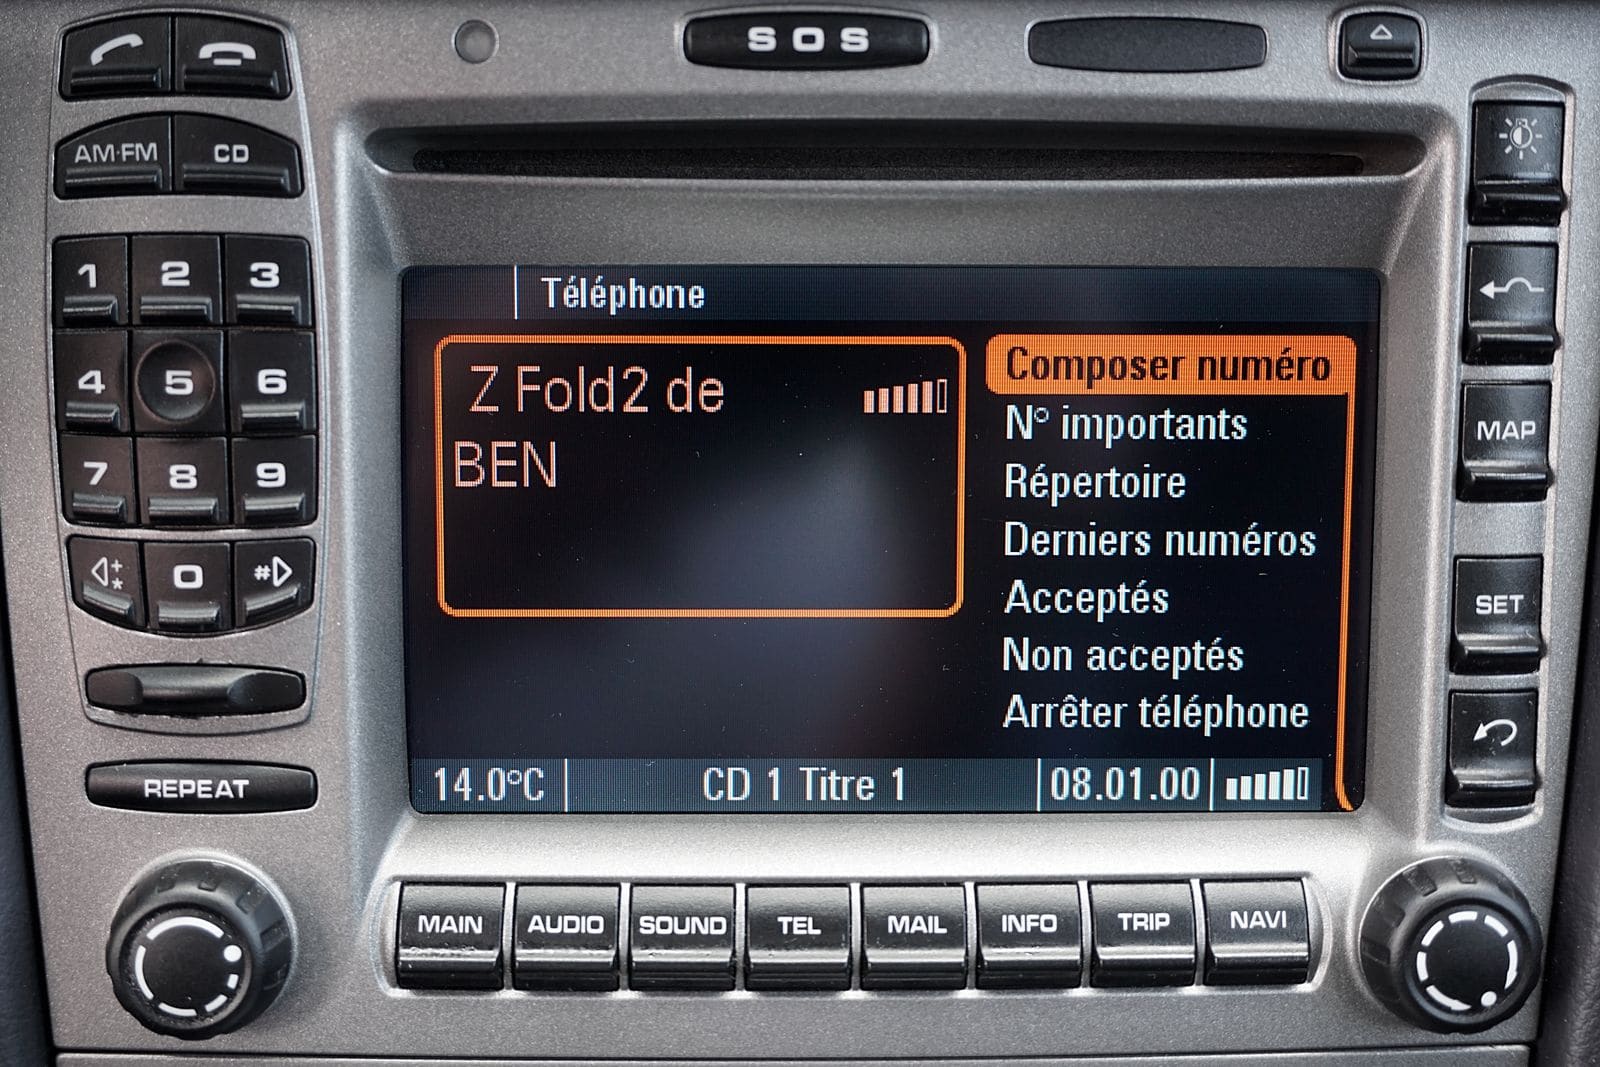 SOS
AM·FM
CD
1
2
3
4
5
6
7
8
9
+
*
0
#
REPEAT
Téléphone
Z Fold2 de
BEN
Composer numéro
N° importants
Répertoire
Derniers numéros
Acceptés
Non acceptés
Arrêter téléphone
14.0°C
CD 1 Titre 1
08.01.00
MAP
SET
MAIN
AUDIO
SOUND
TEL
MAIL
INFO
TRIP
NAVI